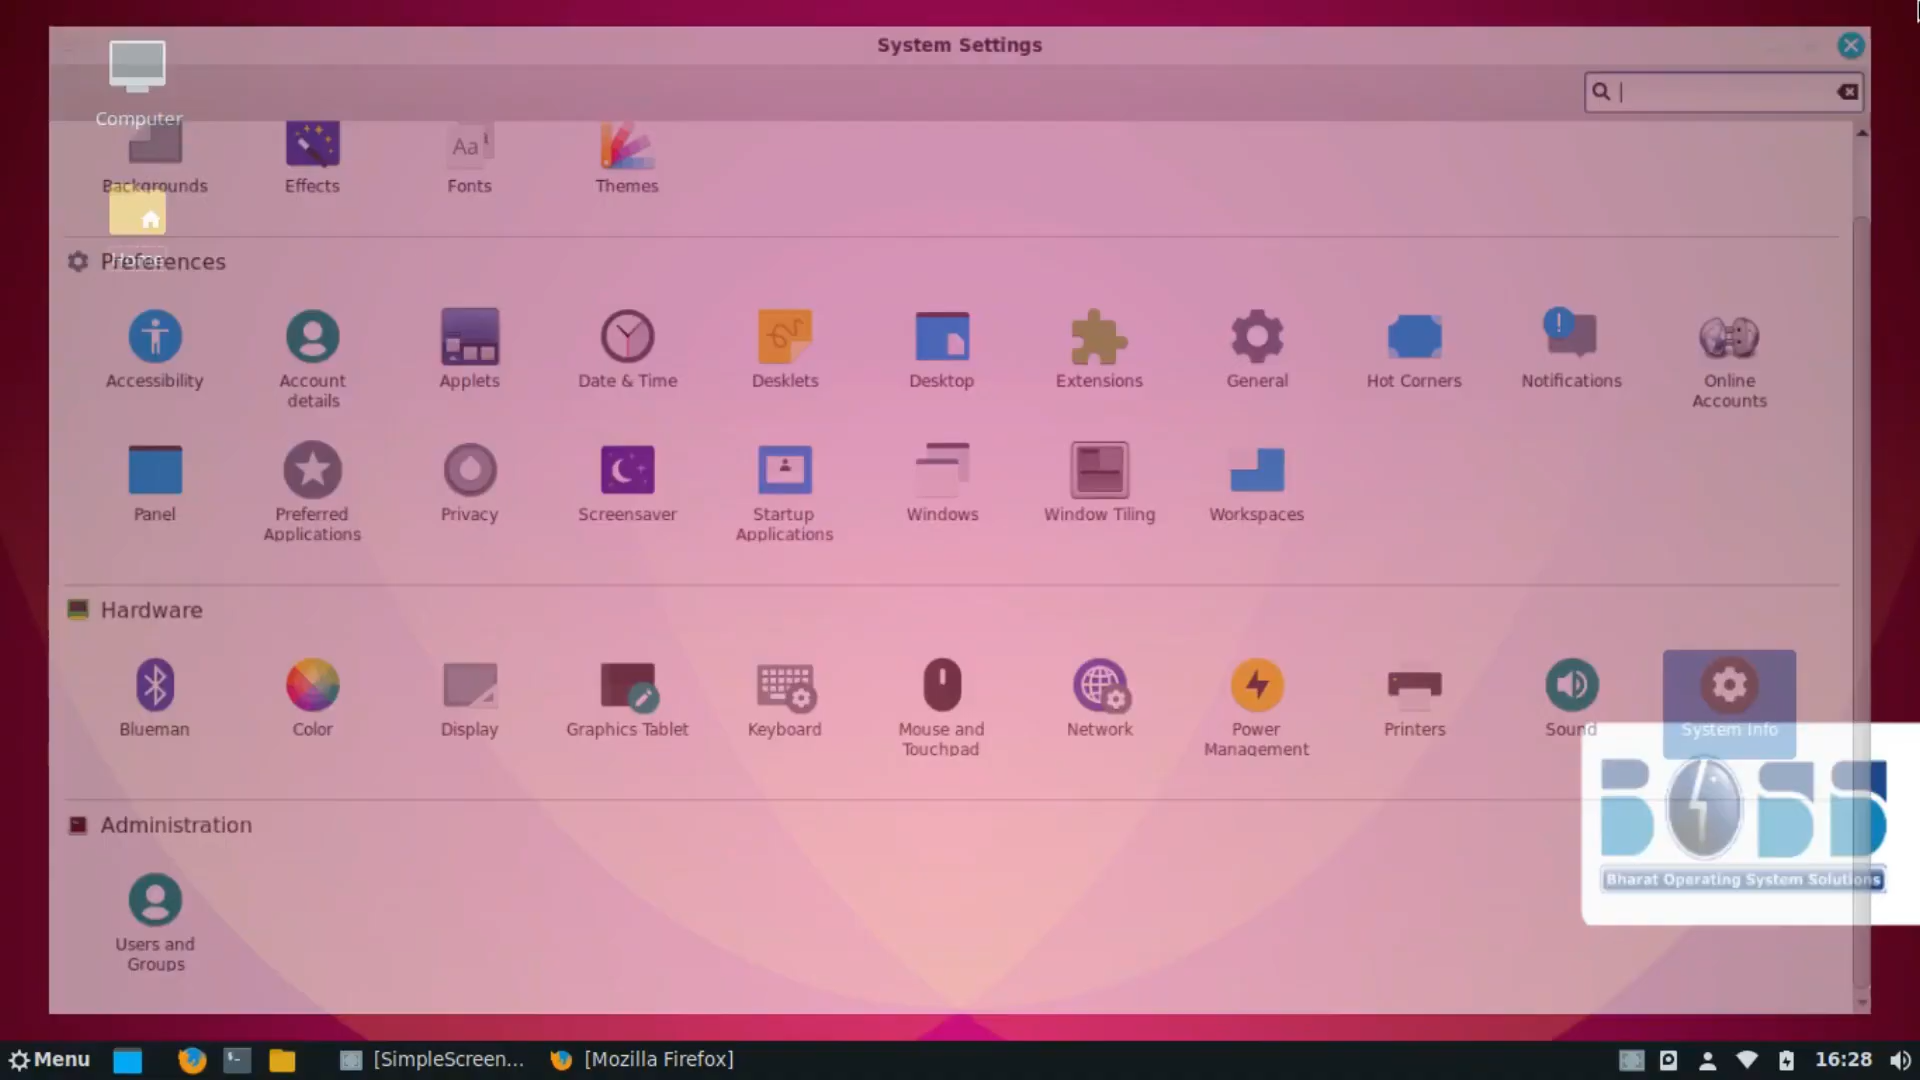 System Settings
Computer
Backgrounds
Effects
Fonts
Themes
Home
Preferences
Accessibility
Account
details
Applets
Date & Time
Desklets
Desktop
Extensions
General
Hot Corners
Notifications
Online
Accounts
Panel
Preferred
Applications
Privacy
Screensaver
Startup
Applications
Windows
Window Tiling
Workspaces
Hardware
Blueman
Color
Display
Graphics Tablet
Keyboard
Mouse and
Touchpad
Network
Power
Management
Printers
Sound
System Info
BOSS
Bharat Operating System Solutions
Administration
Users and
Groups
Menu
[SimpleScreen...
[Mozilla Firefox]
16:28